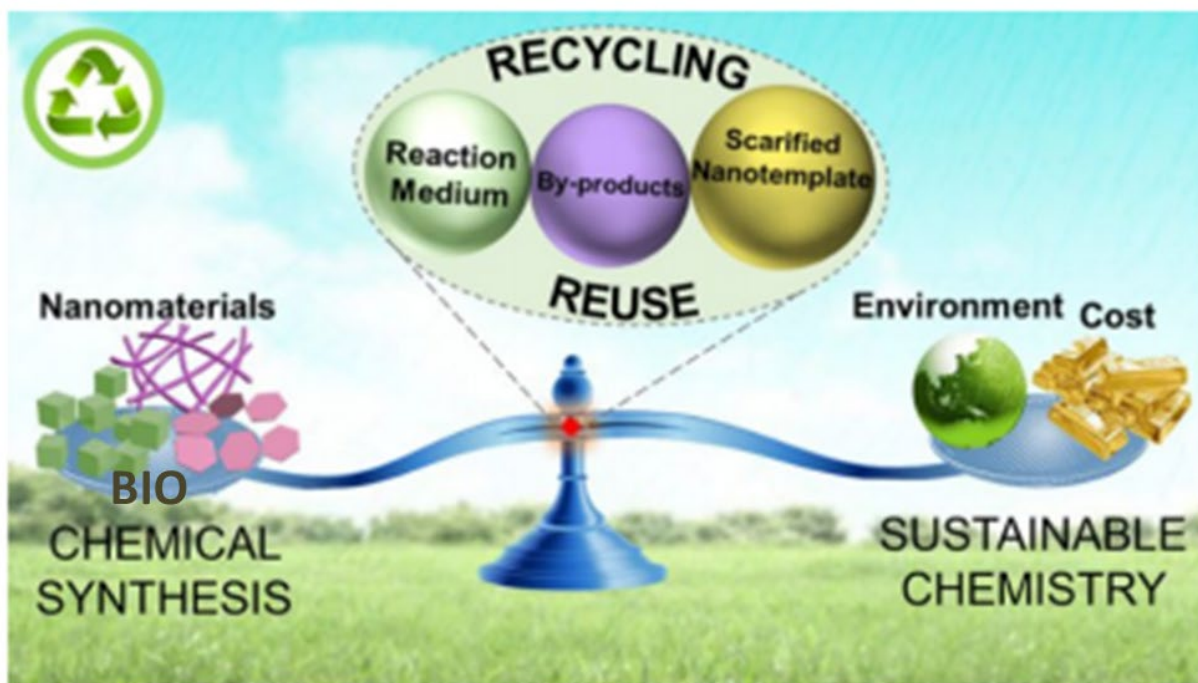 RECYCLING
Reaction
Medium
By-products
Scarified
Nanotemplate
REUSE
Nanomaterials
BIO
CHEMICAL
SYNTHESIS
Environment
Cost
SUSTAINABLE
CHEMISTRY